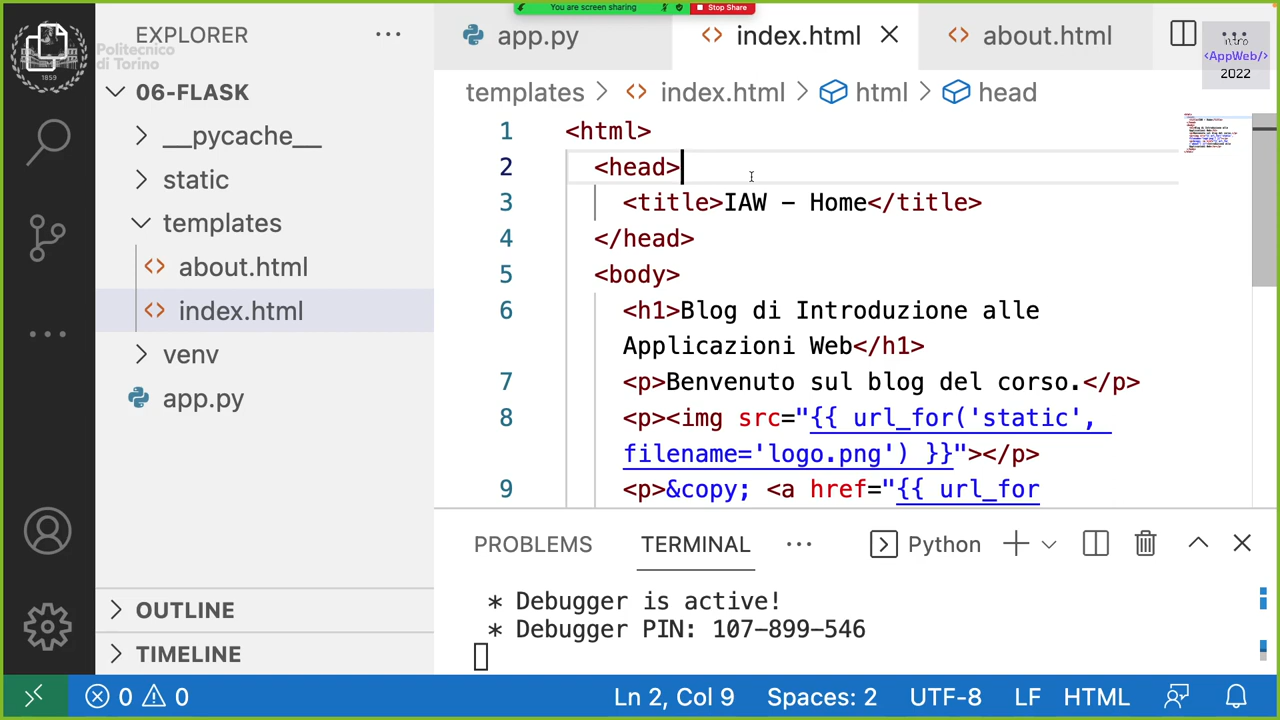 You are screen sharing
Stop Share
EXPLORER
Politecnico
di Torino
1859
06-FLASK
__pycache__
static
templates
about.html
index.html
venv
app.py
OUTLINE
TIMELINE
app.py
index.html
about.html
<AppWeb/>
2022
templates > index.html > html > head
1 <html>
2 <head>
3 <title>IAW - Home</title>
4 </head>
5 <body>
6 <h1>Blog di Introduzione alle
Applicazioni Web</h1>
7 <p>Benvenuto sul blog del corso.</p>
8 <p><img src="{{ url_for('static',
filename='logo.png') }}"></p>
9 <p>&copy; <a href="{{ url_for
PROBLEMS TERMINAL
Python
* Debugger is active!
* Debugger PIN: 107-899-546
0 0
Ln 2, Col 9
Spaces: 2
UTF-8
LF
HTML